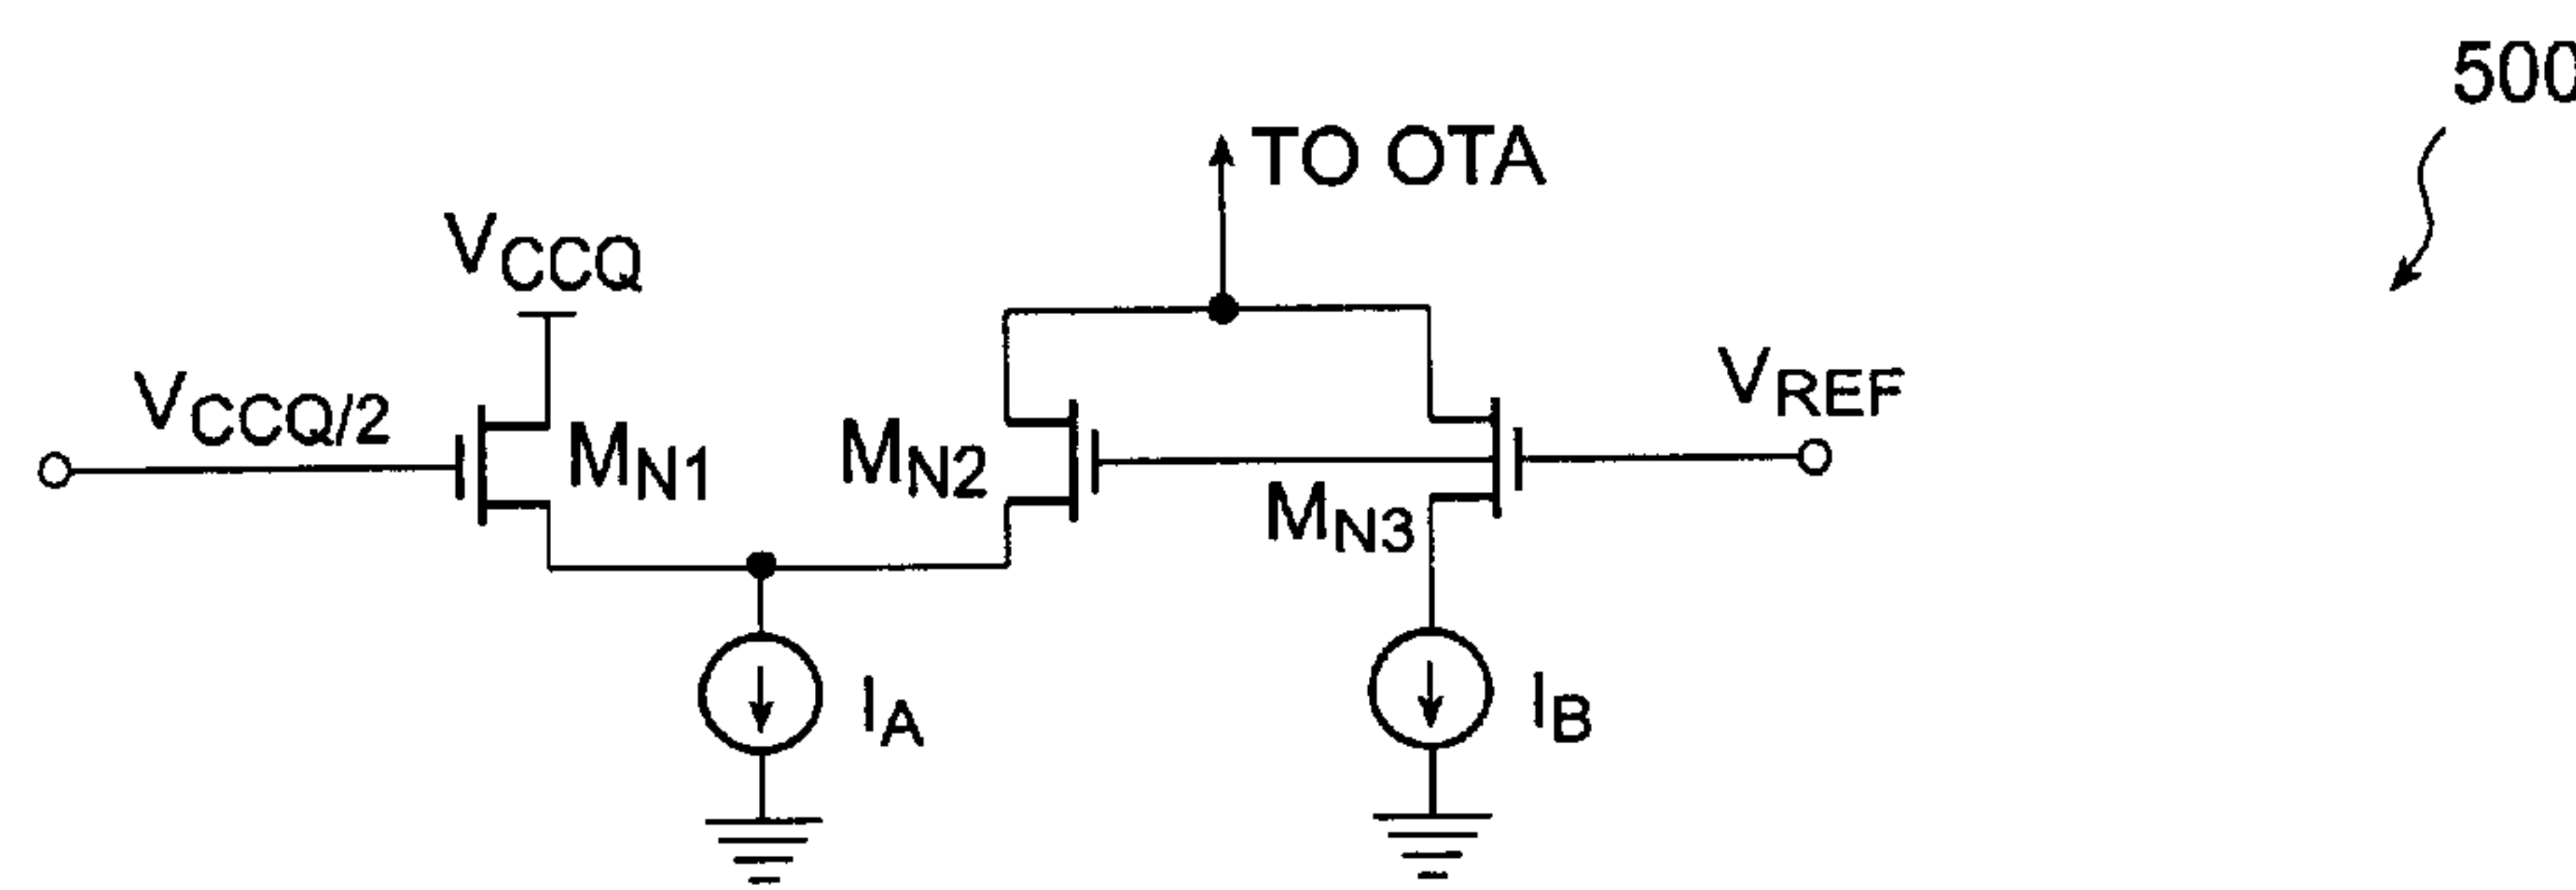 500
TO OTA
VCCQ
VCCQ/2
MN1
MN2
MN3
VREF
IA
IB